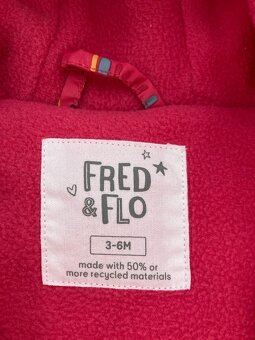 FRED
& FLO
3-6M
made with 50% or
more recycled materials